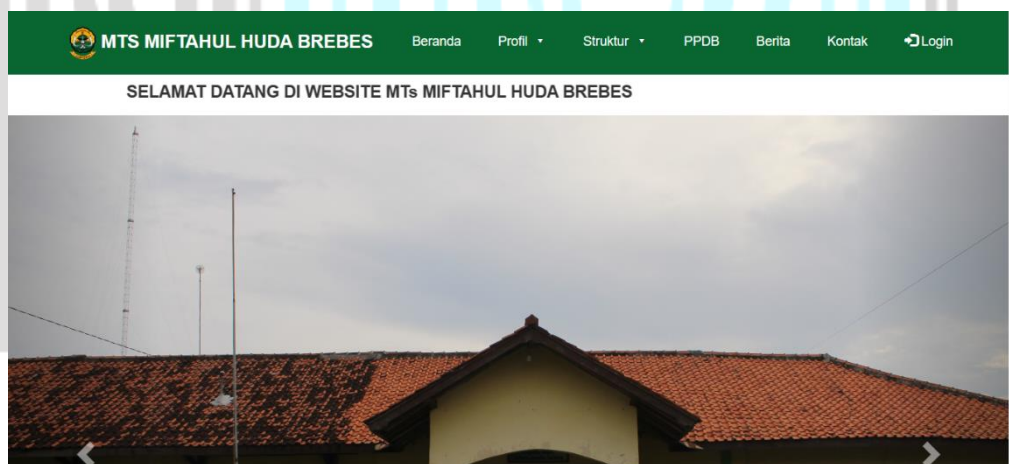 MTS MIFTAHUL HUDA BREBES Beranda Profil Struktur PPDB Berita Kontak Login
SELAMAT DATANG DI WEBSITE MTs MIFTAHUL HUDA BREBES